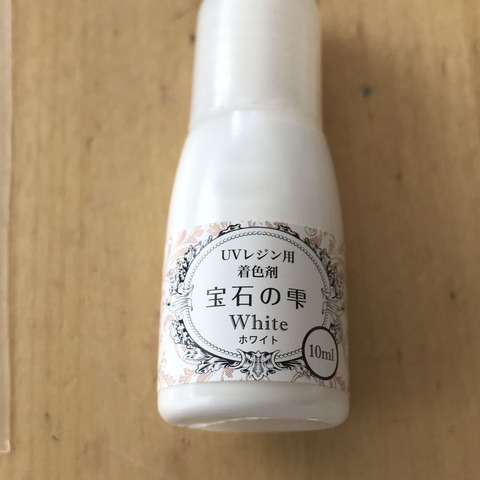 UVレジン用
着色剤
宝石の雫
White
ホワイト
10ml